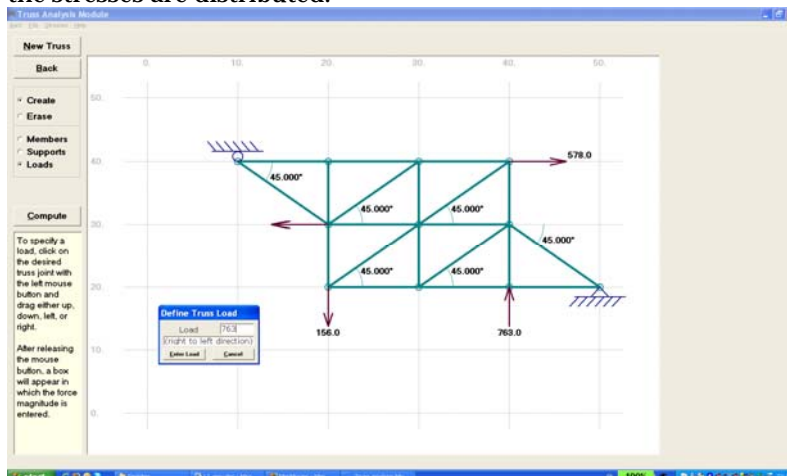 the stresses are distributed.
Truss Analysis Module
New Truss
Back
Create
Erase
Members
Supports
Loads
Compute
To specify a
load, click on
the desired
truss joint with
the left mouse
button and
drag either up,
down, left, or
right.
After releasing
the mouse
button, a box
will appear in
which the force
magnitude is
entered.
0. 10. 20. 30. 40. 50.
50.
40.
30.
20.
10.
0.
578.0
45.000°
45.000° 45.000°
45.000°
45.000° 45.000°
156.0 763.0
Define Truss Load
Load 763
(right to left direction)
Enter Load Cancel
100%